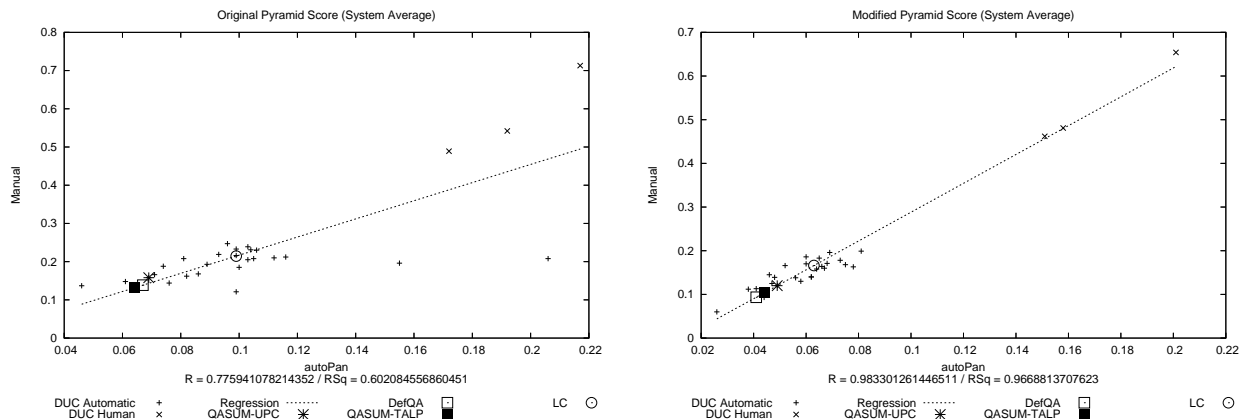 Original Pyramid Score (System Average)
0.8
0.7
0.6
0.5
0.4
0.3
0.2
0.1
0
Manual
0.04 0.06 0.08 0.1 0.12 0.14 0.16 0.18 0.2 0.22
autoPan
R = 0.775941078214352 / RSq = 0.602084556860451
DUC Automatic Regression DefQA LC
DUC Human QASUM-UPC QASUM-TALP
Modified Pyramid Score (System Average)
0.7
0.6
0.5
0.4
0.3
0.2
0.1
0
Manual
0.02 0.04 0.06 0.08 0.1 0.12 0.14 0.16 0.18 0.2 0.22
autoPan
R = 0.983301261446511 / RSq = 0.9668813707623
DUC Automatic Regression DefQA LC
DUC Human QASUM-UPC QASUM-TALP